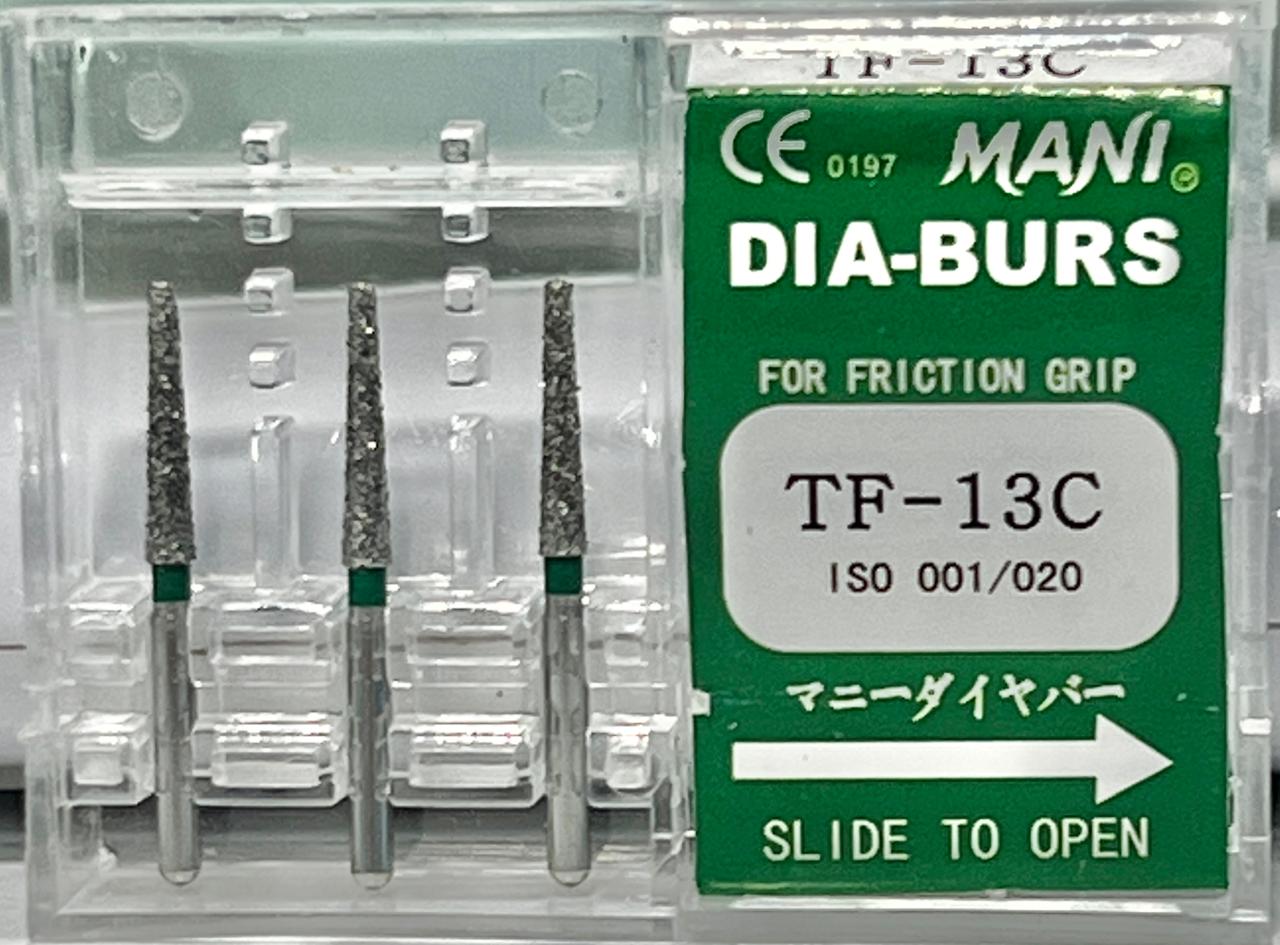 TF-13C
CE 0197 MANI®
DIA-BURS
FOR FRICTION GRIP
TF-13C
ISO 001/020
マニーダイヤバー
SLIDE TO OPEN